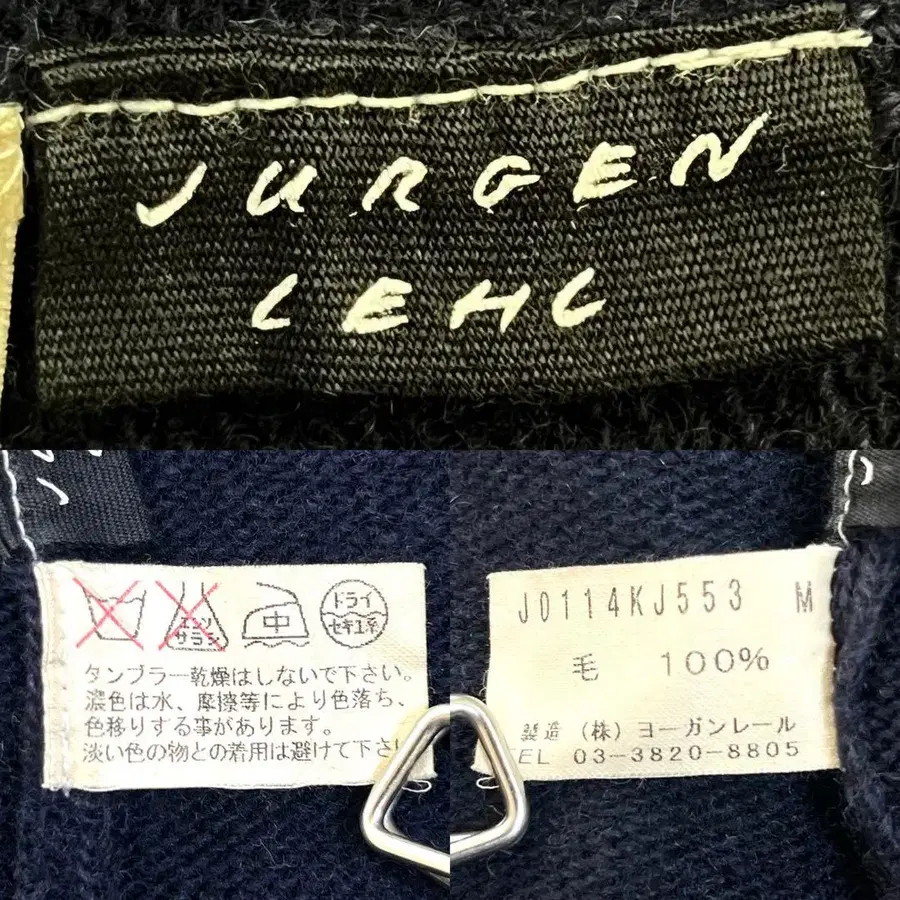 JURGEN
LEHL
エンソ
サラシ
中
ドライ
セキユ系
タンブラー乾燥はしないで下さい。
濃色は水、摩擦等により色落ち、
色移りする事があります。
淡い色の物との着用は避けて下さ
J0114KJ553 M
毛 100%
製造 (株) ヨーガンレール
TEL 03-3820-8805